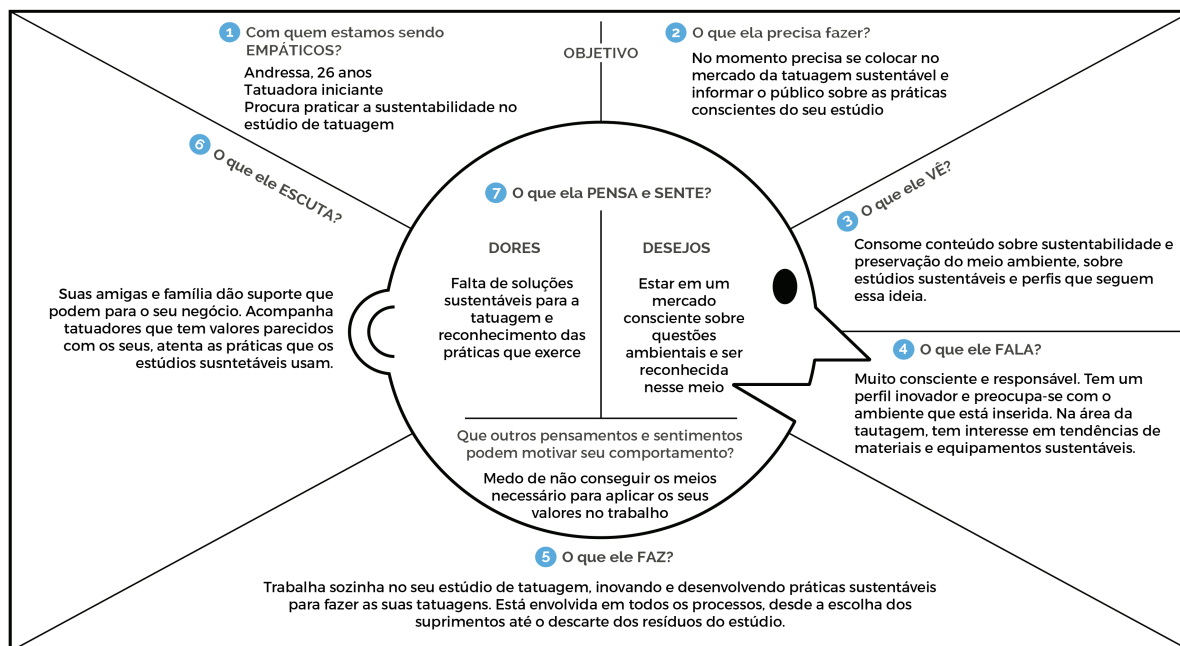 1 Com quem estamos sendo
EMPÁTICOS?
Andressa, 26 anos
Tatuadora iniciante
Procura praticar a sustentabilidade no
estúdio de tatuagem
OBJETIVO
2 O que ela precisa fazer?
No momento precisa se colocar no
mercado da tatuagem sustentável e
informar o público sobre as práticas
conscientes do seu estúdio
3 O que ele VÊ?
Consome conteúdo sobre sustentabilidade e
preservação do meio ambiente, sobre
estúdios sustentáveis e perfis que seguem
essa ideia.
4 O que ele FALA?
Muito consciente e responsável. Tem um
perfil inovador e preocupa-se com o
ambiente que está inserida. Na área da
tautagem, tem interesse em tendências de
materiais e equipamentos sustentáveis.
5 O que ele FAZ?
Trabalha sozinha no seu estúdio de tatuagem, inovando e desenvolvendo práticas sustentáveis
para fazer as suas tatuagens. Está envolvida em todos os processos, desde a escolha dos
suprimentos até o descarte dos resíduos do estúdio.
6 O que ele ESCUTA?
Suas amigas e família dão suporte que
podem para o seu negócio. Acompanha
tatuadores que tem valores parecidos
com os seus, atenta as práticas que os
estúdios susntetáveis usam.
7 O que ela PENSA e SENTE?
DORES
Falta de soluções
sustentáveis para a
tatuagem e
reconhecimento das
práticas que exerce
DESEJOS
Estar em um
mercado
consciente sobre
questões
ambientais e ser
reconhecida
nesse meio
Que outros pensamentos e sentimentos
podem motivar seu comportamento?
Medo de não conseguir os meios
necessário para aplicar os seus
valores no trabalho